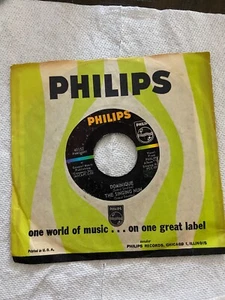 PHILIPS
PHILIPS
DOMINIQUE
THE SINGING NUN
PHILIPS
one world of music . . . on one great label
Printed in U. S. A.
PHILIPS RECORDS, CHICAGO 1, ILLINOIS